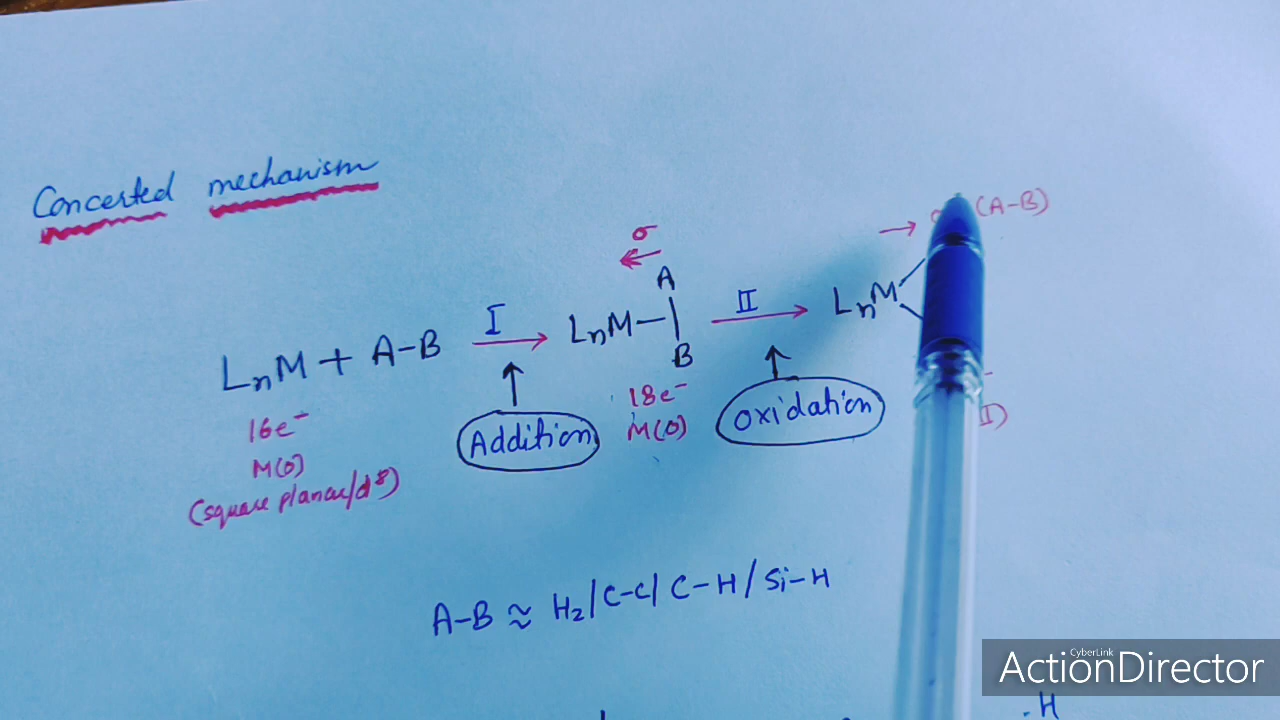 Concerted mechanism
LnM + A-B I LnM-A-B II LnM (A-B)
σ
Addition
Oxidation
16e⁻
M(0)
(square planar/d⁸)
18e⁻
M(0)
I)
A-B ≈ H₂/C-C/C-H/Si-H
H
CyberLink
ActionDirector